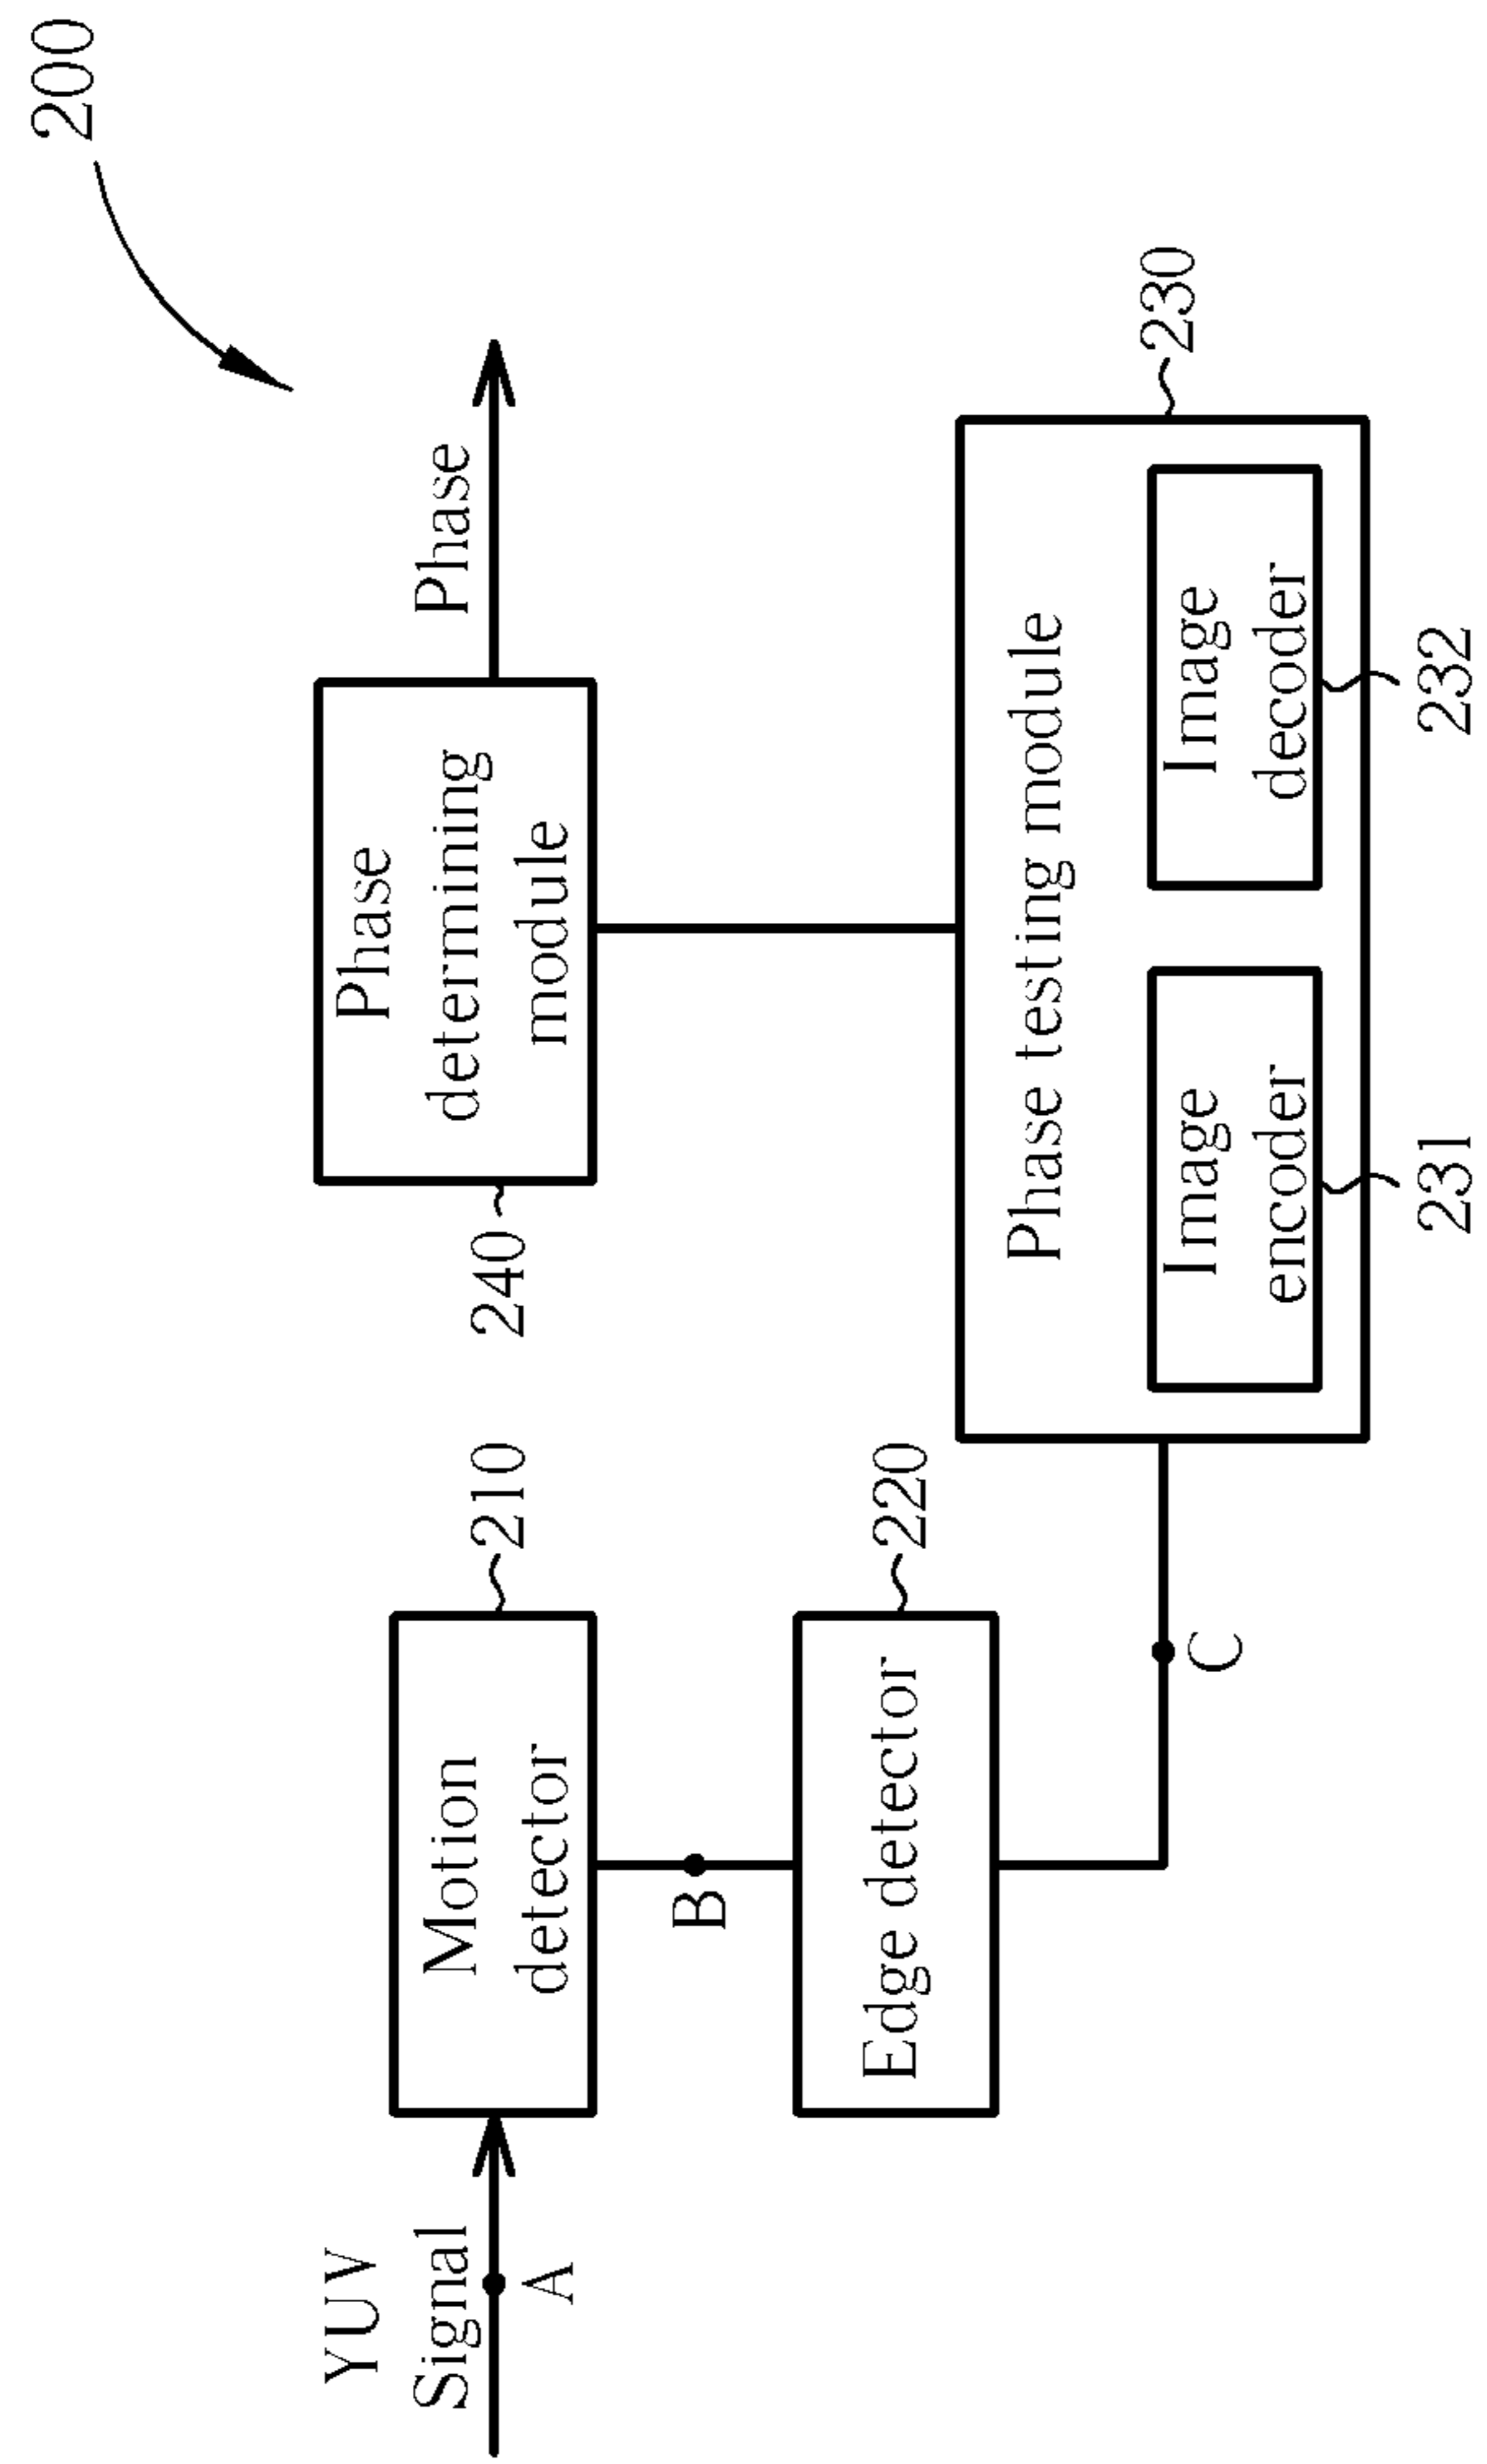 200
YUV
Signal
A
Motion
detector
210
B
Edge detector
220
C
Phase
determining
module
240
Phase
Phase testing module
230
Image
encoder
231
Image
decoder
232